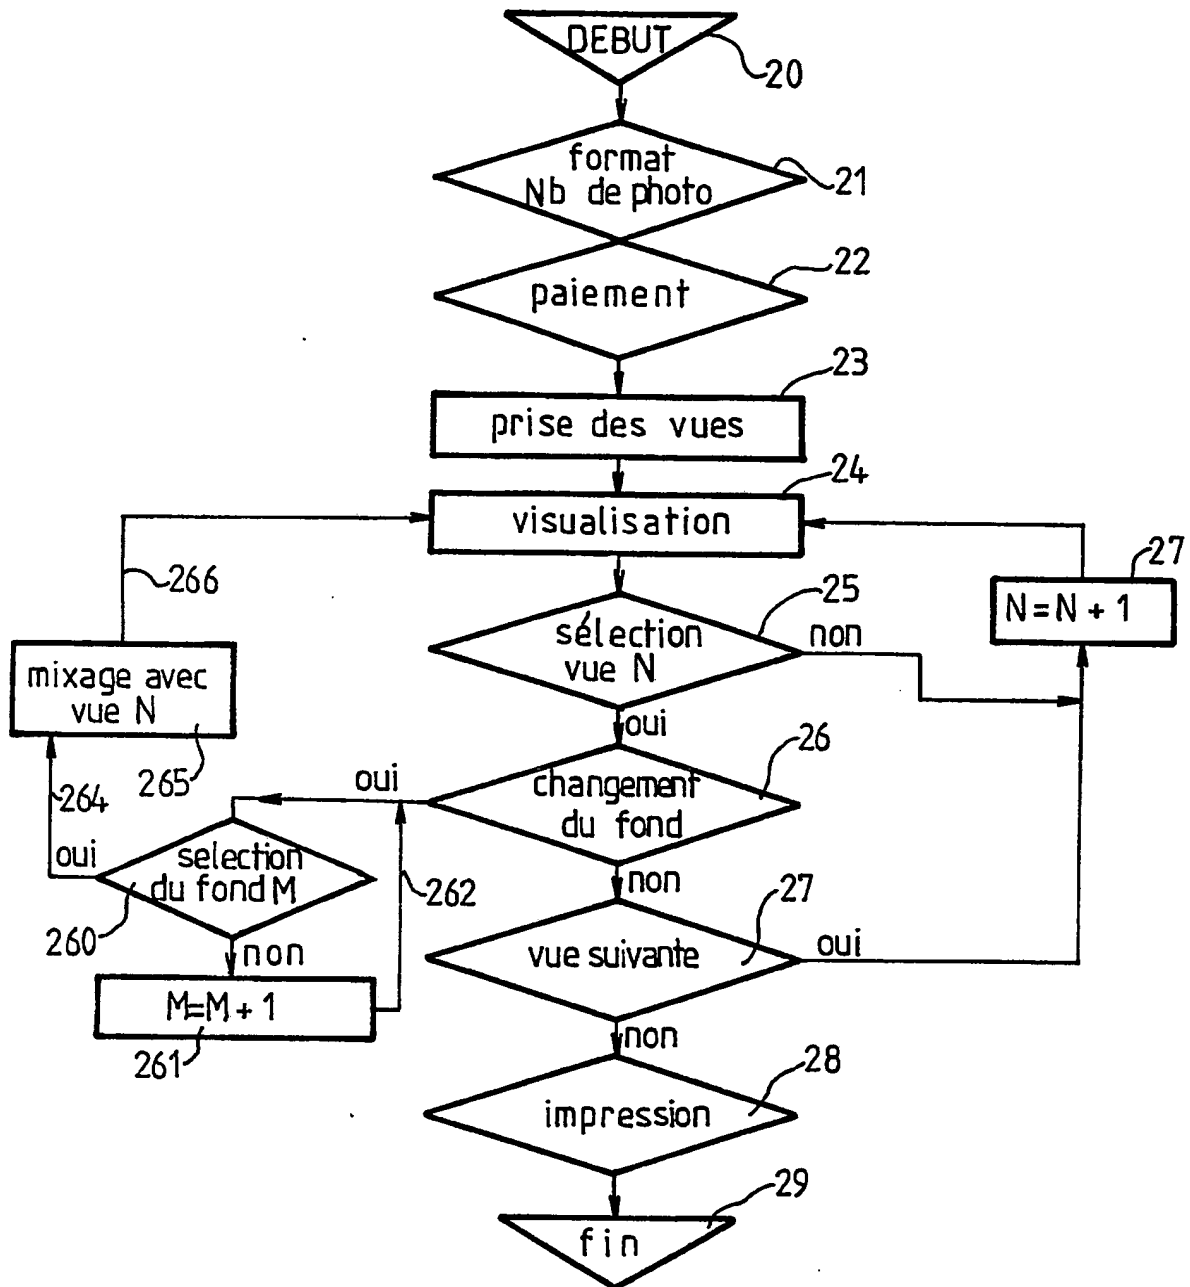 DEBUT
20
format
Nb de photo
21
22
paiement
23
prise des vues
24
visualisation
266
27
N=N+1
25
sélection
vue N
non
mixage avec
vue N
oui
26
264
265
oui
changement
du fond
oui
selection
du fond M
262
non
260
non
27
vue suivante
oui
M=M+1
261
non
28
impression
29
fin